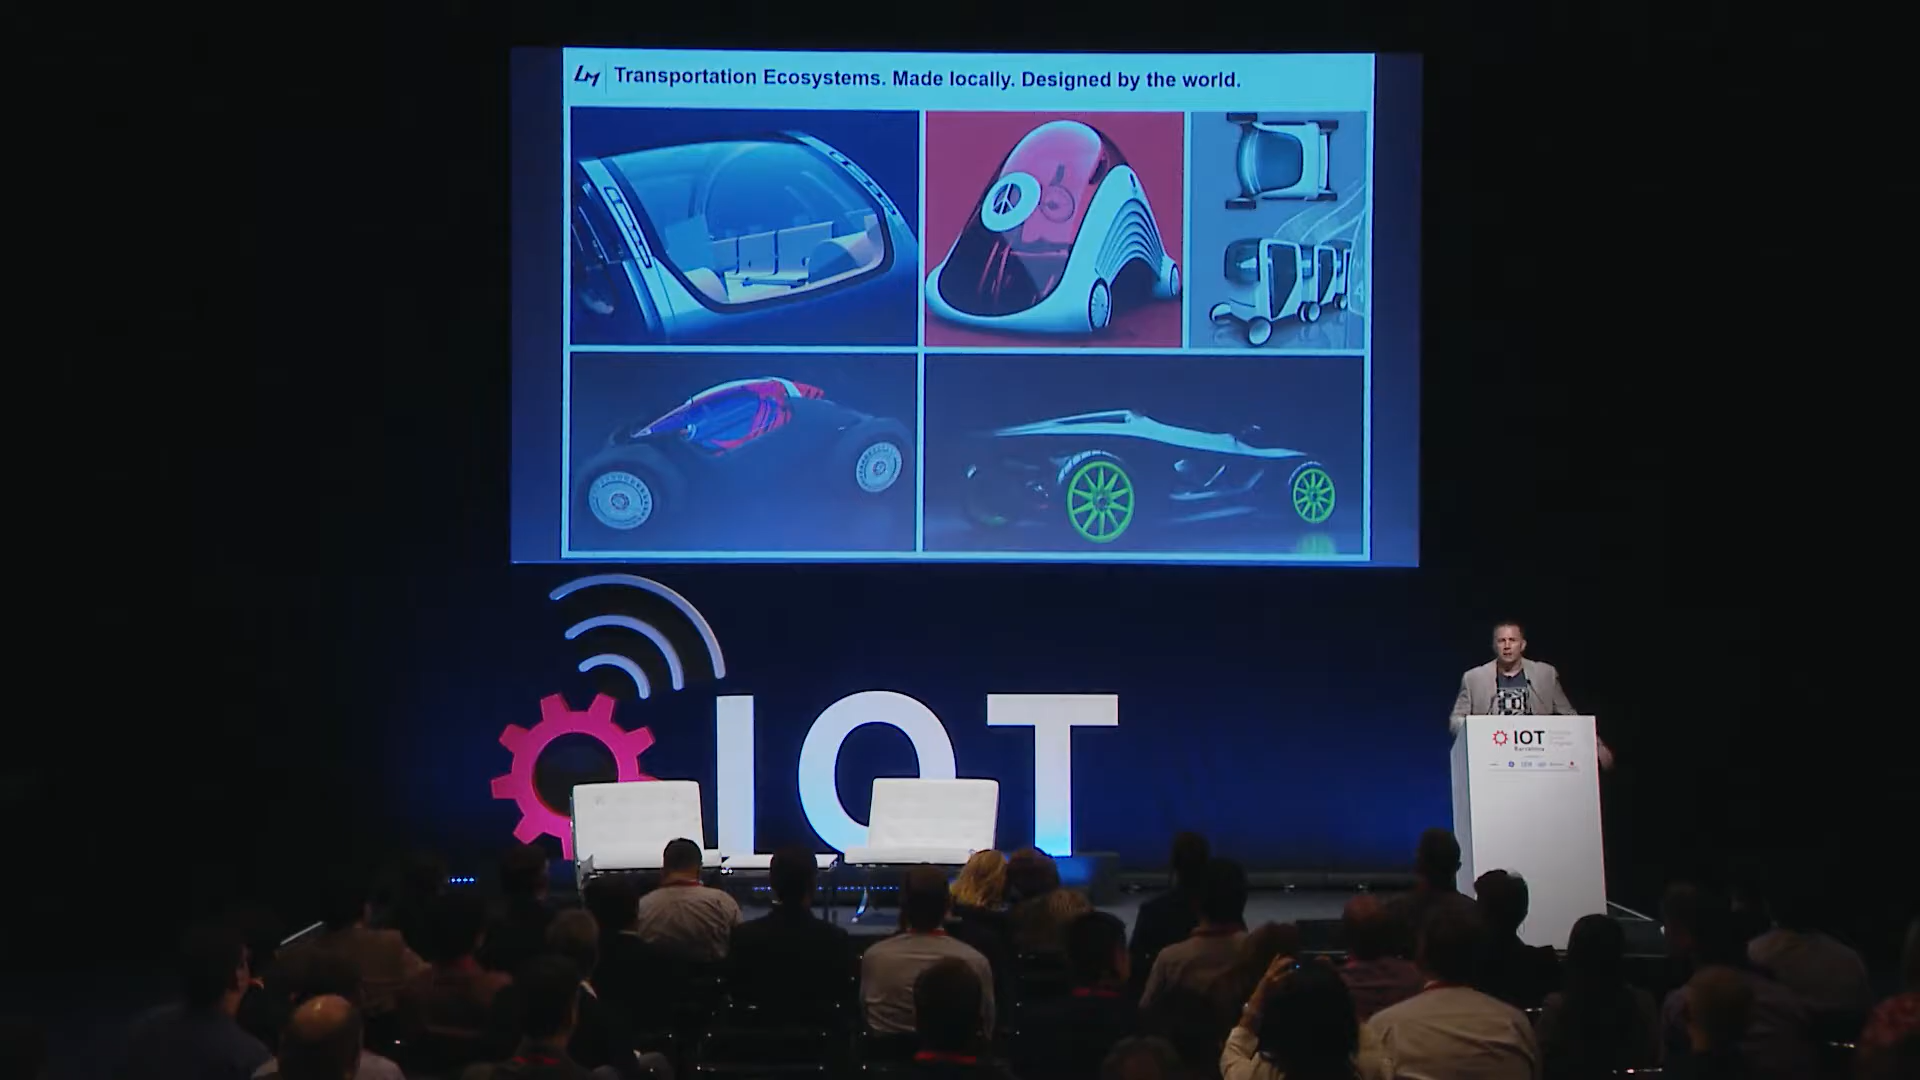 LM Transportation Ecosystems. Made locally. Designed by the world.
IOT
IOT
Barcelona